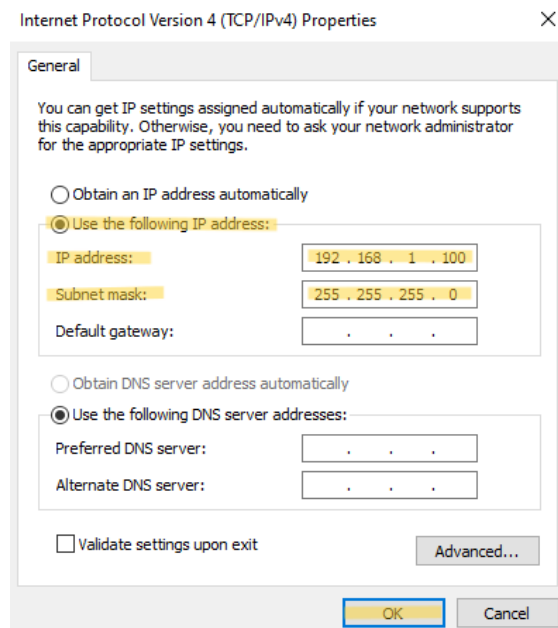 Internet Protocol Version 4 (TCP/IPv4) Properties
General
You can get IP settings assigned automatically if your network supports
this capability. Otherwise, you need to ask your network administrator
for the appropriate IP settings.
Obtain an IP address automatically
Use the following IP address:
IP address: 192 . 168 . 1 . 100
Subnet mask: 255 . 255 . 255 . 0
Default gateway: . . .
Obtain DNS server address automatically
Use the following DNS server addresses:
Preferred DNS server: . . .
Alternate DNS server: . . .
Validate settings upon exit
Advanced...
OK Cancel